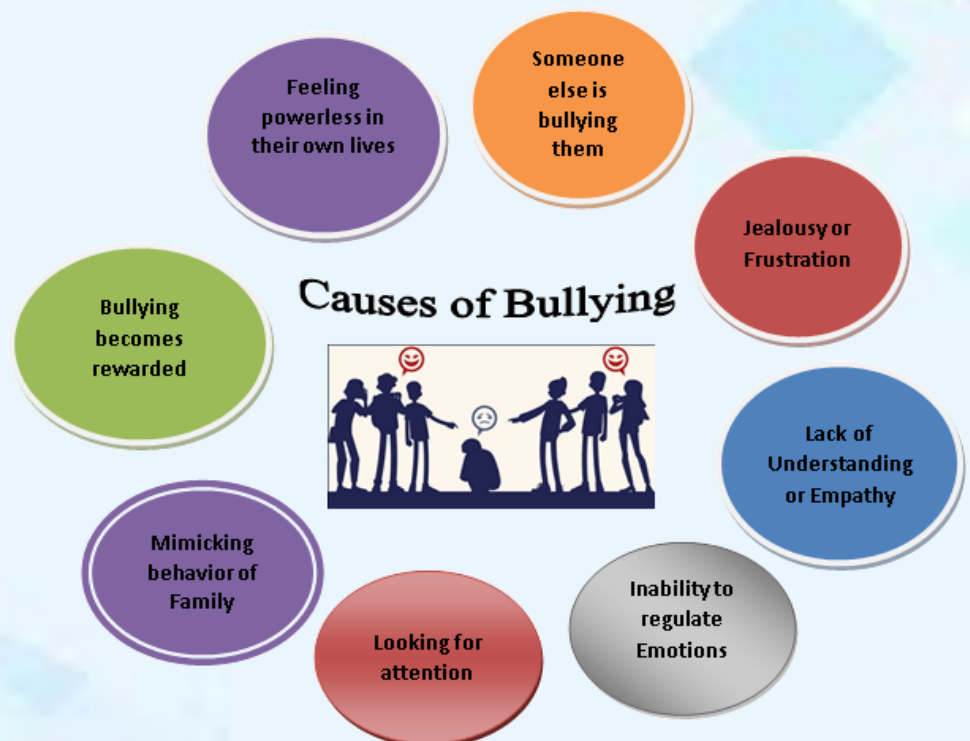 Feeling
powerless in
their own lives
Someone
else is
bullying
them
Jealousy or
Frustration
Causes of Bullying
Bullying
becomes
rewarded
Lack of
Understanding
or Empathy
Mimicking
behavior of
Family
Inability to
regulate
Emotions
Looking for
attention